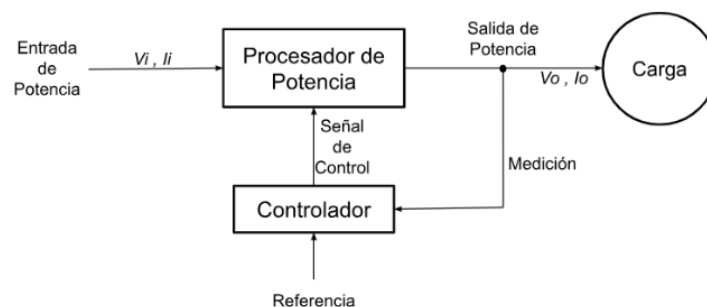 Entrada
de
Potencia
Vi , Ii
Procesador de
Potencia
Salida de
Potencia
Vo , Io
Carga
Señal
de
Control
Medición
Controlador
Referencia